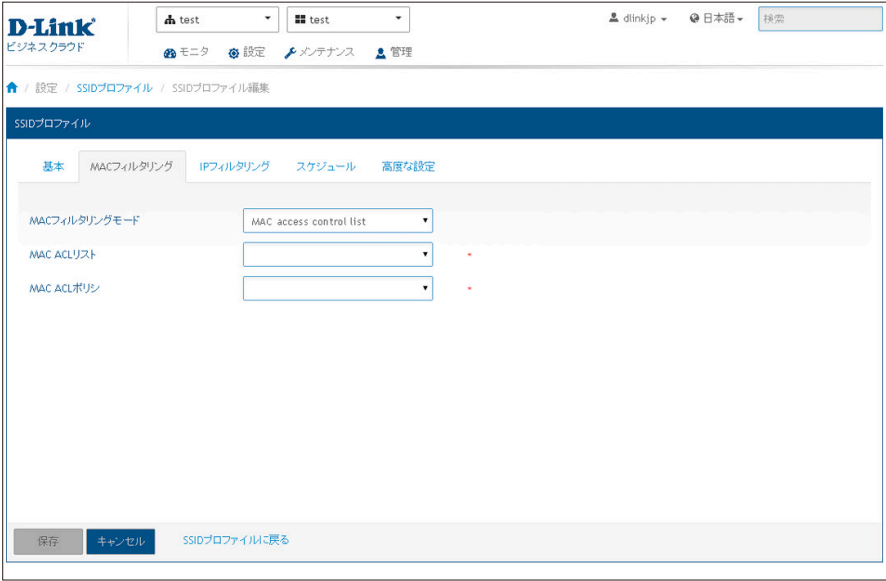 D-Link
ビジネスクラウド
test test dlinkjp 日本語 検索
モニタ 設定 メンテナンス 管理
/ 設定 / SSIDプロファイル / SSIDプロファイル編集
SSIDプロファイル
基本 MACフィルタリング IPフィルタリング スケジュール 高度な設定
MACフィルタリングモード MAC access control list
MAC ACLリスト *
MAC ACLポリシ *
保存 キャンセル SSIDプロファイルに戻る